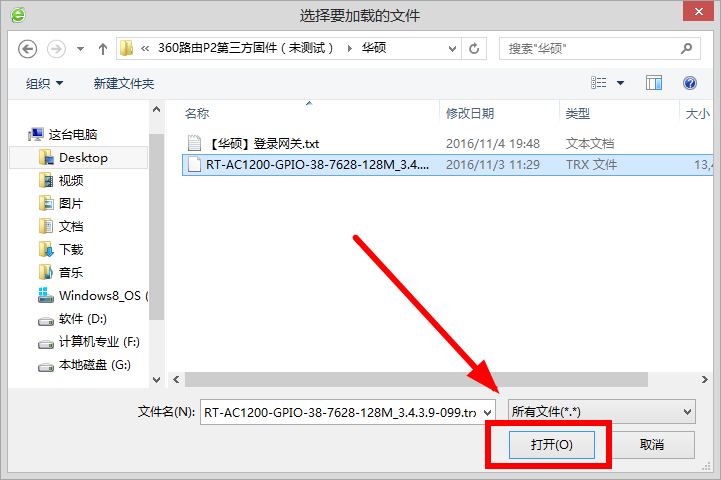 选择要加载的文件
« 360路由P2第三方固件（未测试） 华硕
搜索"华硕"
组织 新建文件夹
名称 修改日期 类型 大小
这台电脑
Desktop
视频
图片
文档
下载
音乐
Windows8_OS (
软件 (D:)
计算机专业 (F:)
本地磁盘 (G:)
【华硕】登录网关.txt 2016/11/4 19:48 文本文档
RT-AC1200-GPIO-38-7628-128M_3.4.... 2016/11/3 11:29 TRX 文件 13,4
文件名(N): RT-AC1200-GPIO-38-7628-128M_3.4.3.9-099.trx
所有文件(*.*)
打开(O) 取消